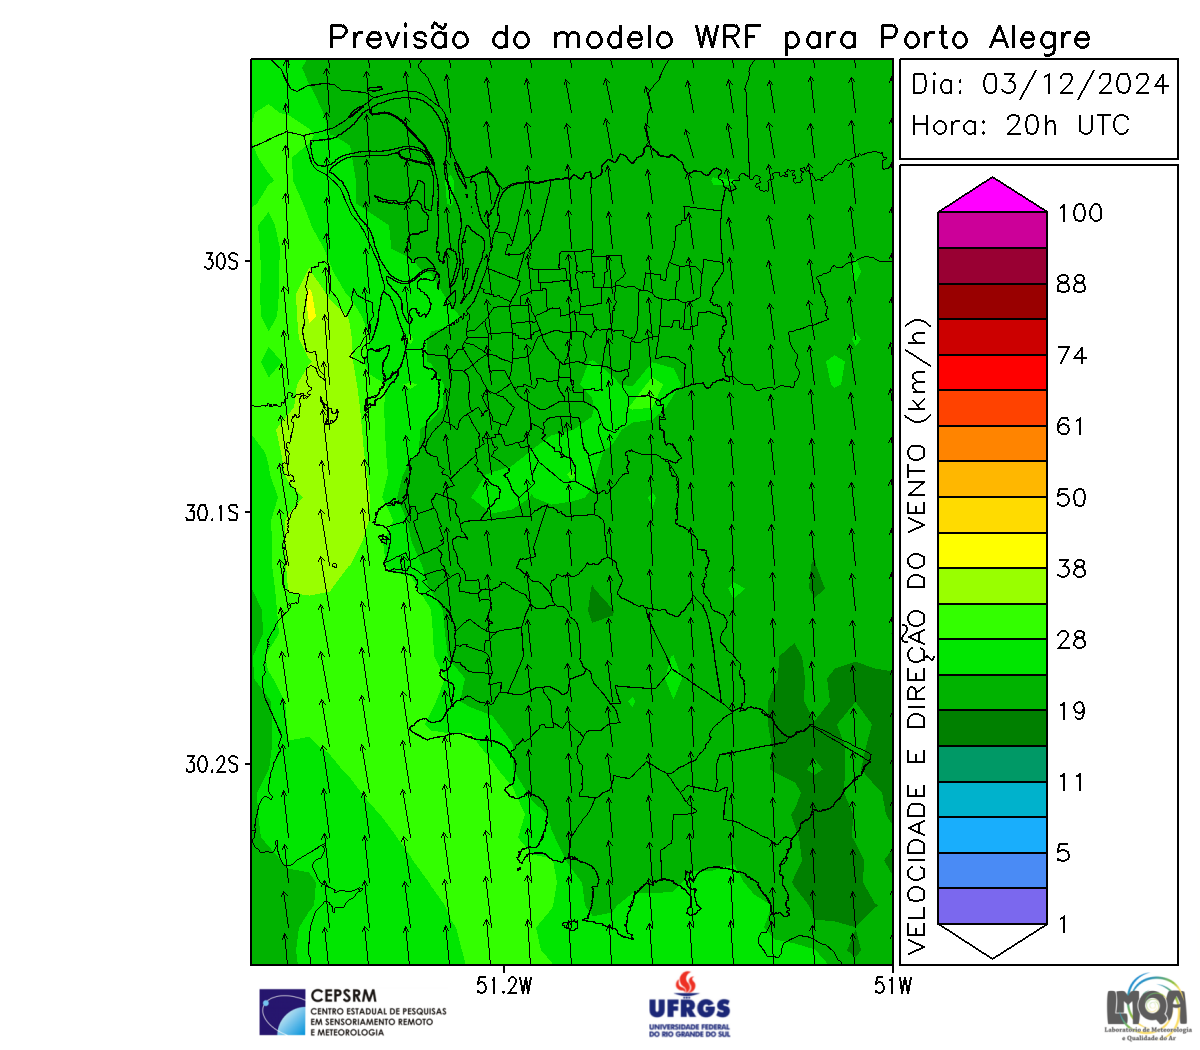 Previsão do modelo WRF para Porto Alegre
Dia: 03/12/2024
Hora: 20h UTC
30S
30.1S
30.2S
51.2W
51W
VELOCIDADE E DIREÇÃO DO VENTO (km/h)
100
88
74
61
50
38
28
19
11
5
1
CEPSRM
CENTRO ESTADUAL DE PESQUISAS
EM SENSORIAMENTO REMOTO
E METEOROLOGIA
UFRGS
UNIVERSIDADE FEDERAL
DO RIO GRANDE DO SUL
LMQA
Laboratório de Meteorologia
e Qualidade do Ar